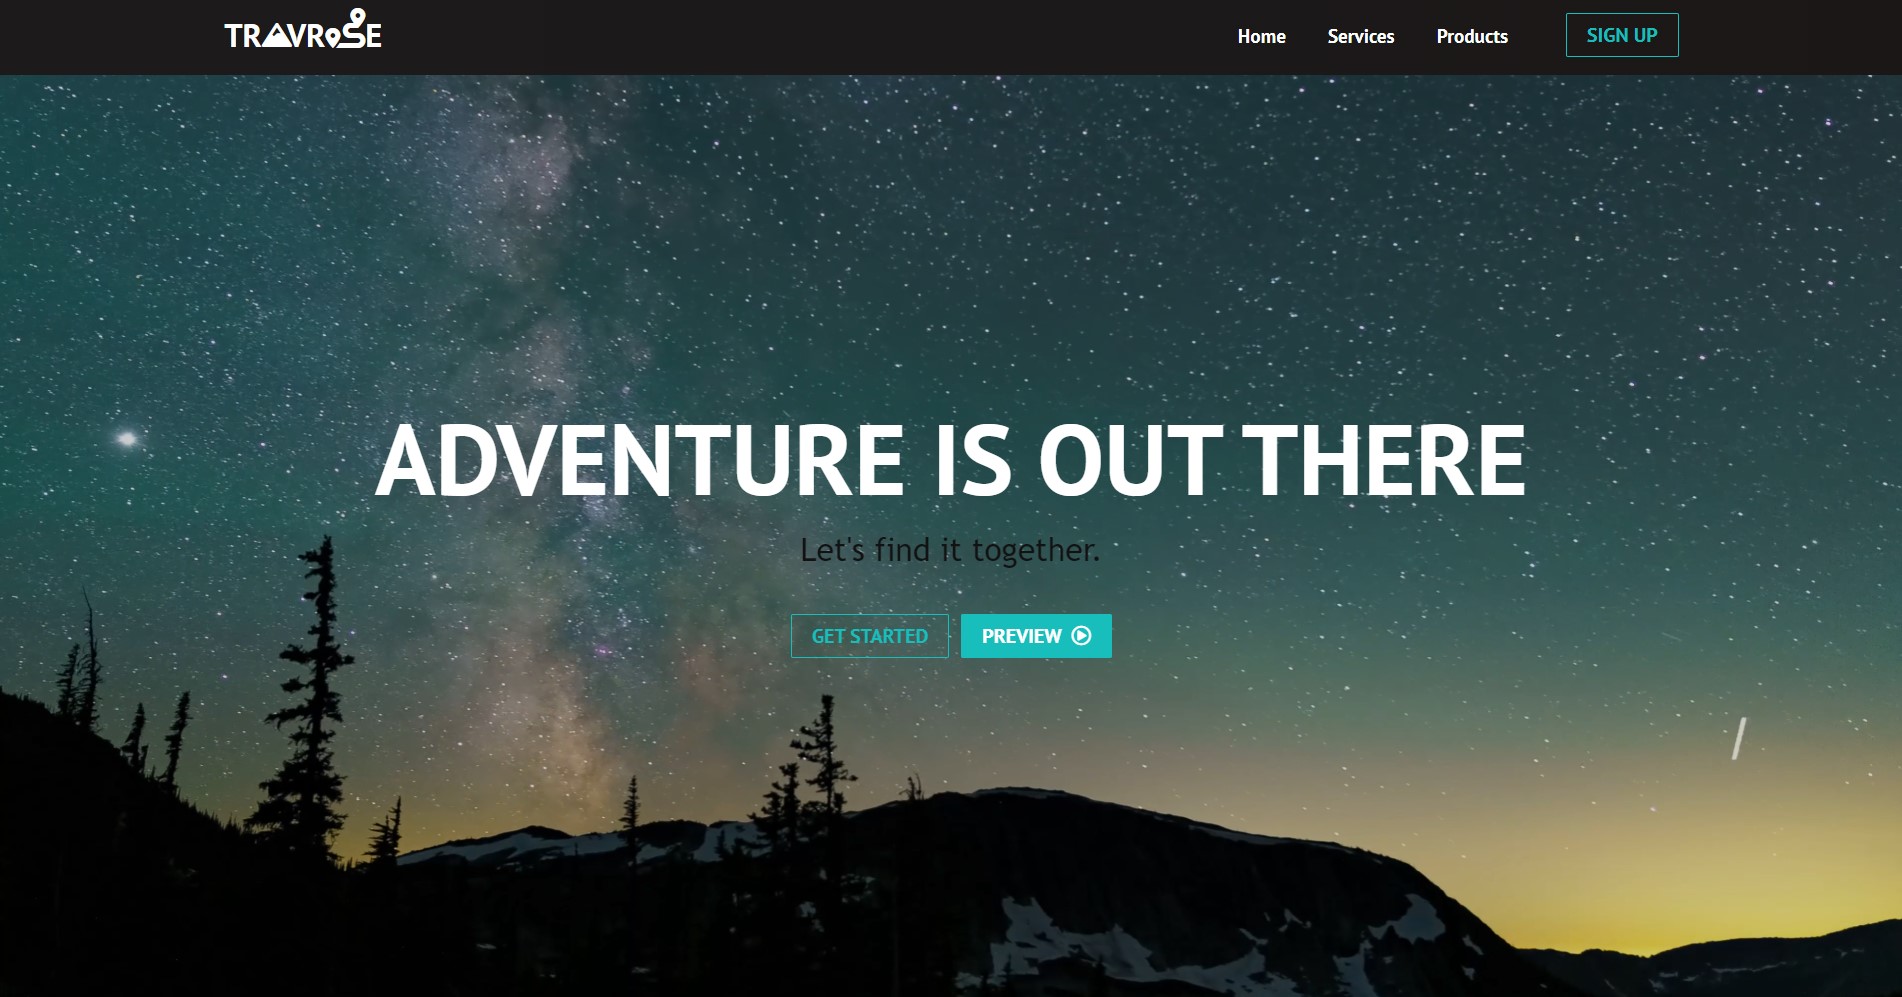 TRAVROSE
Home Services Products SIGN UP
ADVENTURE IS OUT THERE
Let's find it together.
GET STARTED PREVIEW